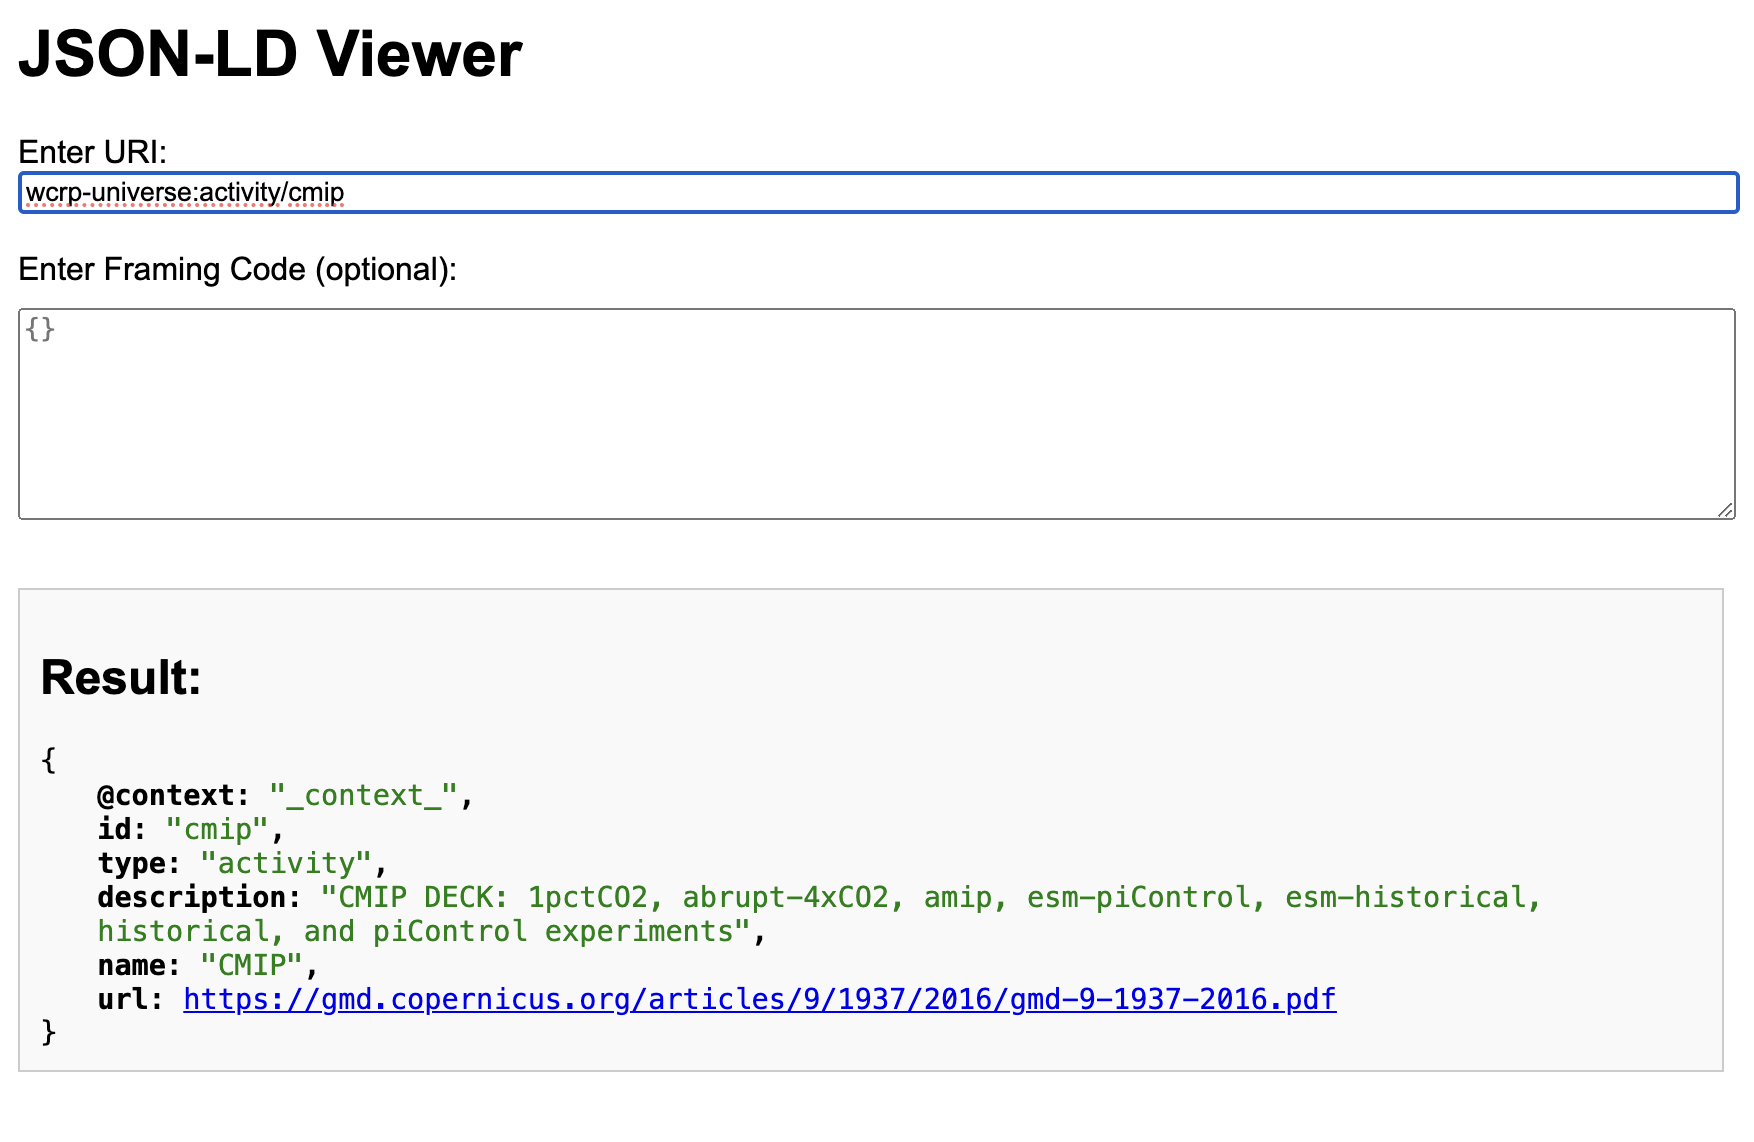 JSON-LD Viewer
Enter URI:
wcrp-universe:activity/cmip
Enter Framing Code (optional):
{}
Result:
{
@context: "_context_",
id: "cmip",
type: "activity",
description: "CMIP DECK: 1pctCO2, abrupt-4xCO2, amip, esm-piControl, esm-historical,
historical, and piControl experiments",
name: "CMIP",
url: https://gmd.copernicus.org/articles/9/1937/2016/gmd-9-1937-2016.pdf
}